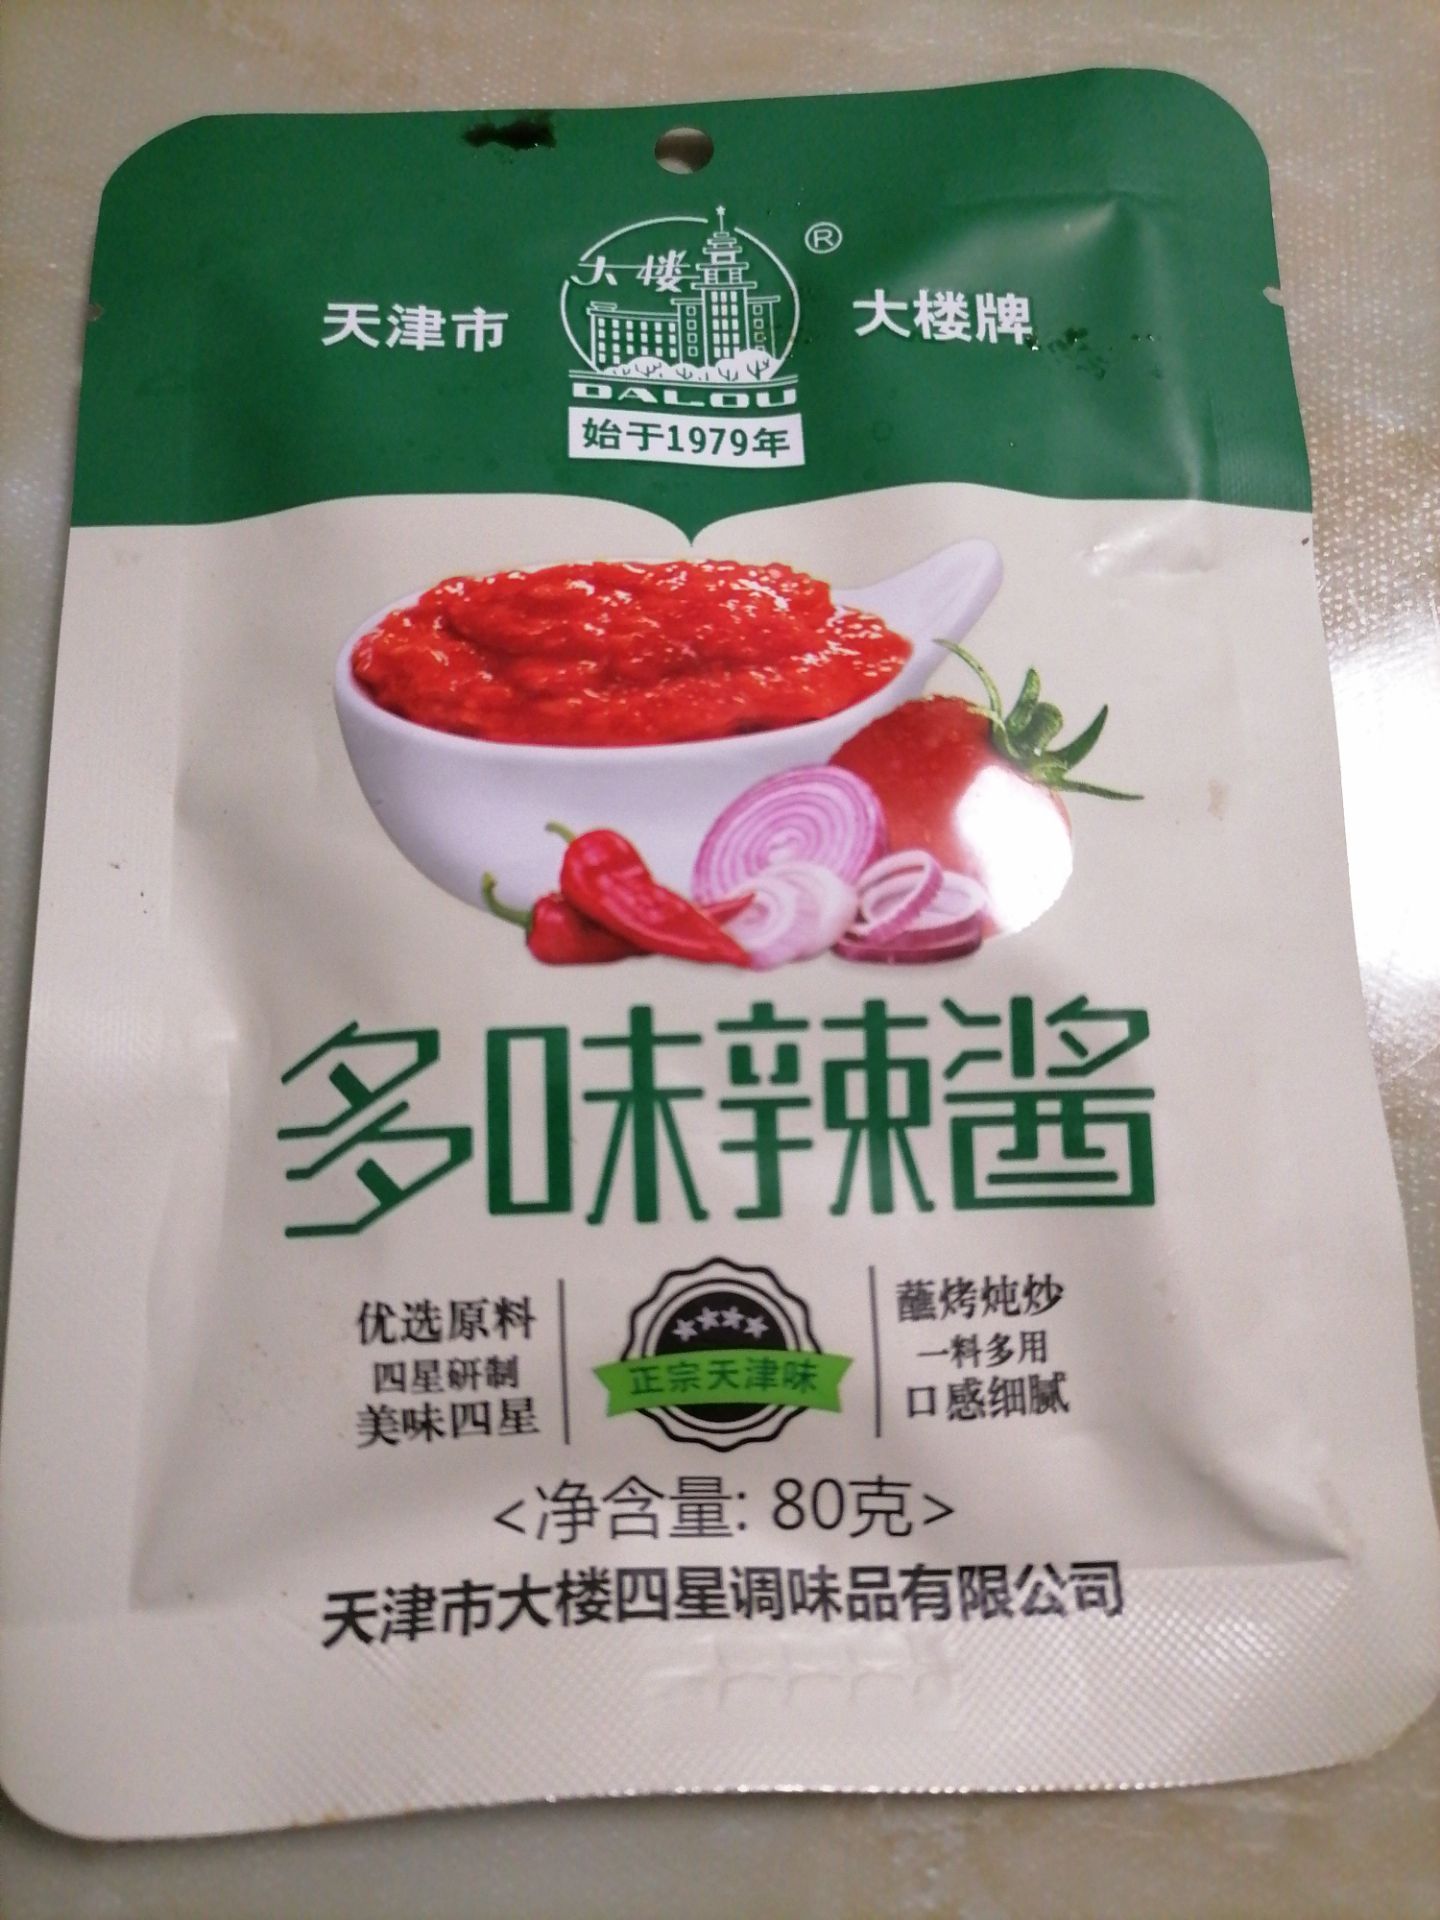 大楼
®
天津市
大楼牌
DALOU
始于1979年
多味辣酱
优选原料
四星研制
美味四星
正宗天津味
蘸烤炖炒
一料多用
口感细腻
<净含量: 80克>
天津市大楼四星调味品有限公司